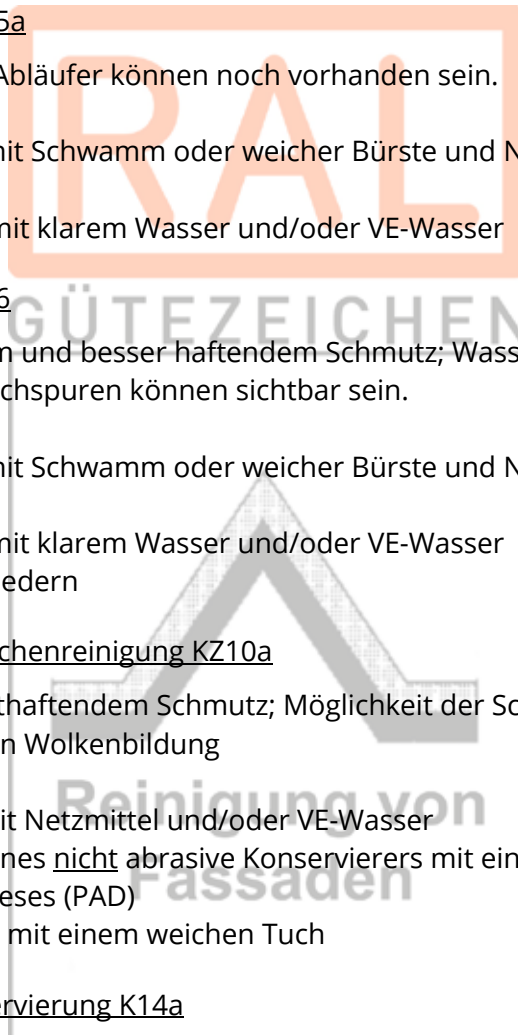 5a
RAL
Abläufer können noch vorhanden sein.
mit Schwamm oder weicher Bürste und N
mit klarem Wasser und/oder VE-Wasser
6
GÜTEZEICHEN
m und besser haftendem Schmutz; Wass
chspuren können sichtbar sein.
mit Schwamm oder weicher Bürste und N
mit klarem Wasser und/oder VE-Wasser
edern
chenreinigung KZ10a
thaftendem Schmutz; Möglichkeit der Sc
n Wolkenbildung
Reinigung von
it Netzmittel und/oder VE-Wasser
nes nicht abrasive Konservierers mit ein
Fassaden
eses (PAD)
mit einem weichen Tuch
ervierung K14a